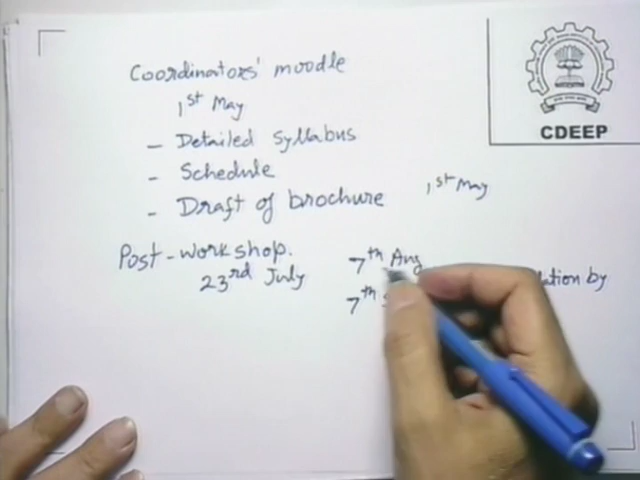 Coordinators' moodle
1st May
- Detailed syllabus
- Schedule
- Draft of brochure 1st May
Post-workshop.
23rd July
7th Aug
by
7th
CDEEP